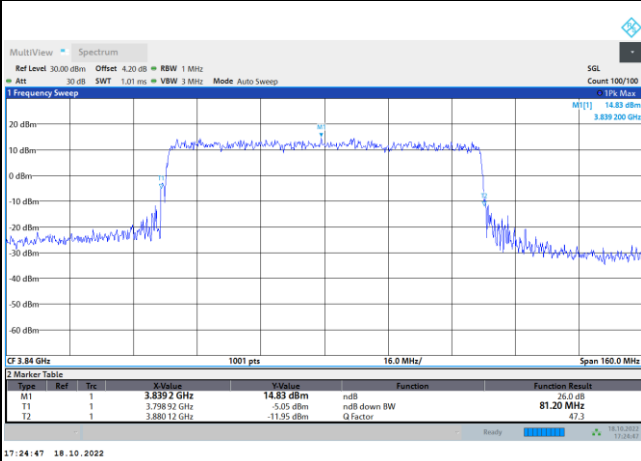 MultiView Spectrum
Ref Level 30.00 dBm Offset 4.20 dB RBW 1 MHz SGL
Att 30 dB SWT 1.01 ms VBW 3 MHz Mode Auto Sweep Count 100/100
1 Frequency Sweep 1Pk Max
M1[1] 14.83 dBm
3.839 200 GHz
M1
20 dBm
10 dBm
0 dBm
-10 dBm
-20 dBm
-30 dBm
-40 dBm
-50 dBm
-60 dBm
CF 3.84 GHz 1001 pts 16.0 MHz/ Span 160.0 MHz
2 Marker Table
Type Ref Trc X-Value Y-Value Function Function Result
M1 1 3.8392 GHz 14.83 dBm ndB 26.0 dB
T1 1 3.798 92 GHz -5.05 dBm ndB down BW 81.20 MHz
T2 1 3.880 12 GHz -11.95 dBm Q Factor 47.3
Ready 18.10.2022
17:24:47
17:24:47 18.10.2022